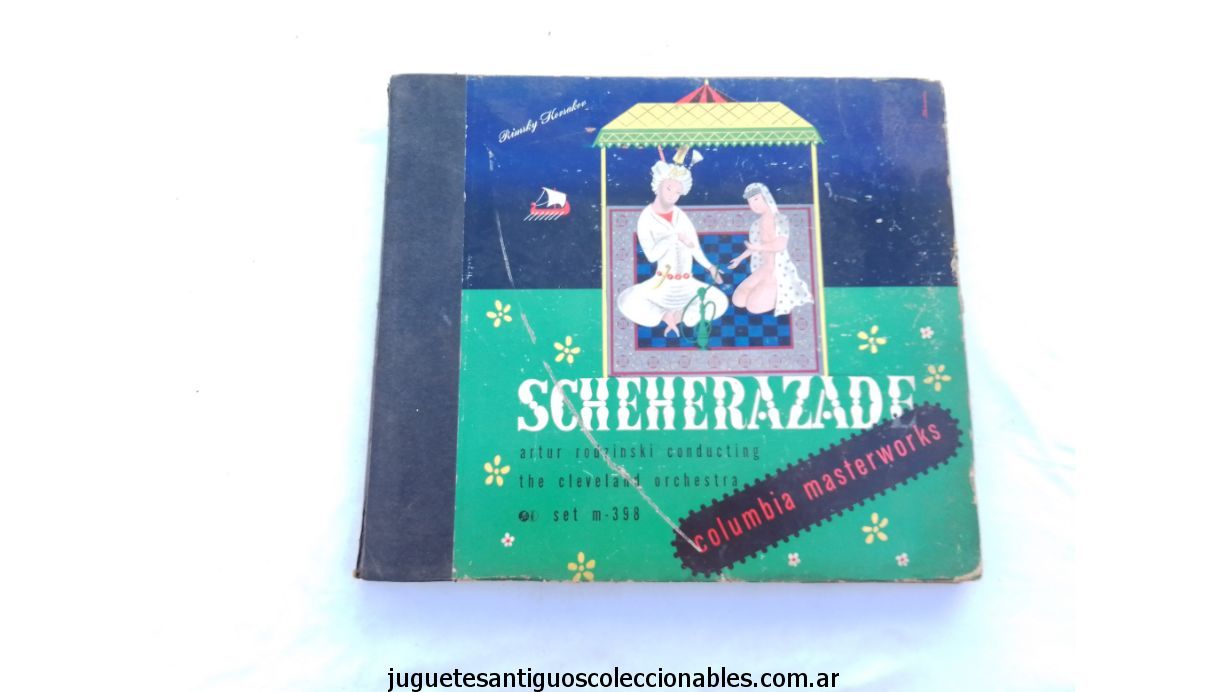 Rimsky Korsakov
SCHEHERAZADE
artur rodzinski conducting
the cleveland orchestra
set m-398
columbia masterworks
juguetesantiguoscoleccionables.com.ar